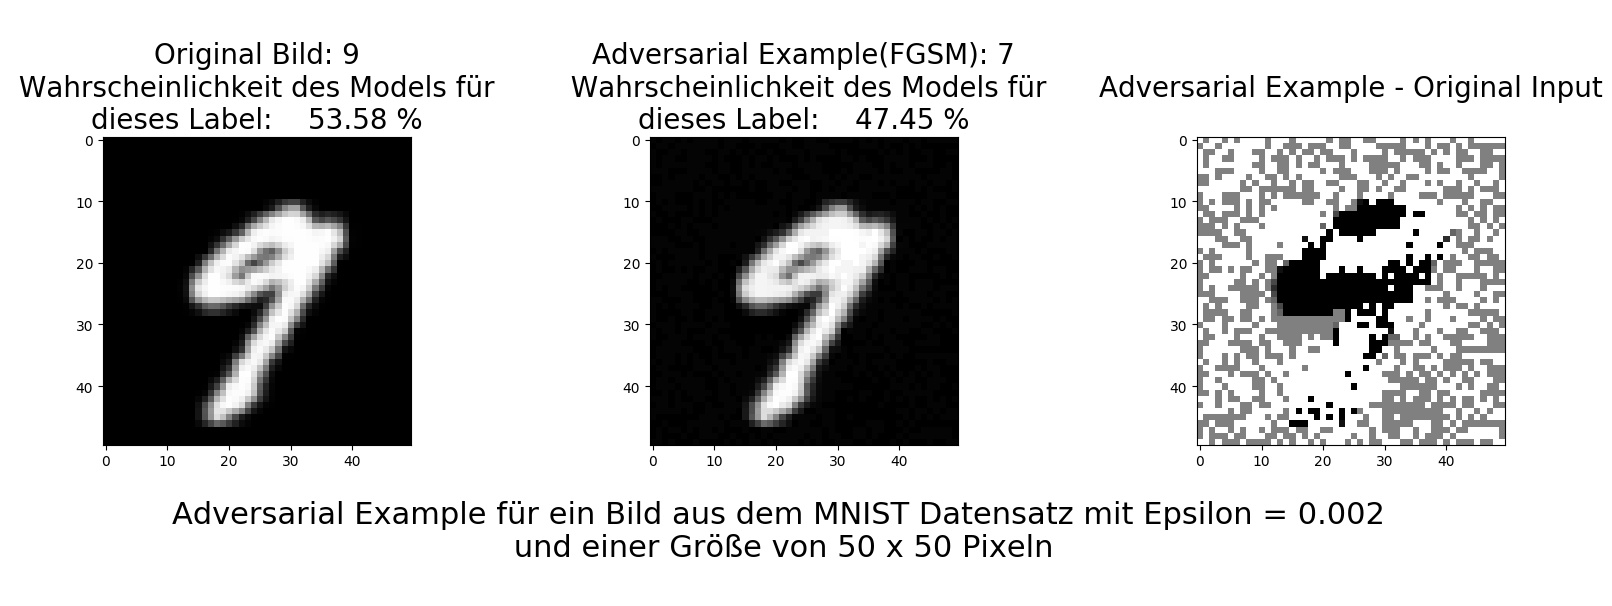 Original Bild: 9
Wahrscheinlichkeit des Models für
dieses Label: 53.58 %
Adversarial Example(FGSM): 7
Wahrscheinlichkeit des Models für
dieses Label: 47.45 %
Adversarial Example - Original Input
0
10
20
30
40
0 10 20 30 40
9
0
10
20
30
40
0 10 20 30 40
9
0
10
20
30
40
0 10 20 30 40
Adversarial Example für ein Bild aus dem MNIST Datensatz mit Epsilon = 0.002
und einer Größe von 50 x 50 Pixeln